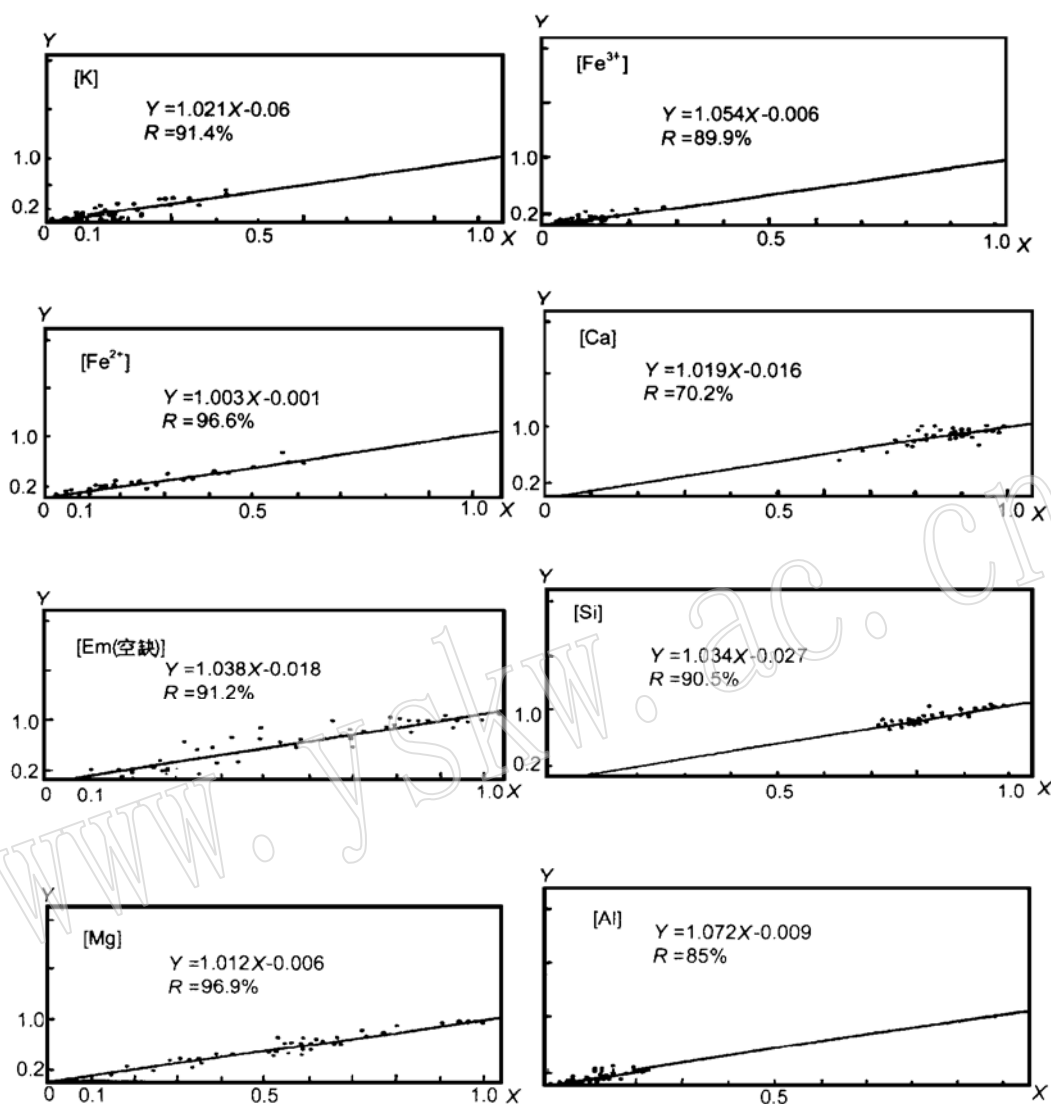 Y
[K]
Y=1.021X-0.06
R=91.4%
1.0
0.2
0 0.1 0.5 1.0 X
Y
[Fe³⁺]
Y=1.054X-0.006
R=89.9%
1.0
0.2
0 0.5 1.0 X
Y
[Fe²⁺]
Y=1.003X-0.001
R=96.6%
1.0
0.2
0 0.1 0.5 1.0 X
Y
[Ca]
Y=1.019X-0.016
R=70.2%
1.0
0.2
0 0.5 1.0 X
Y
[Em(空缺)]
Y=1.038X-0.018
R=91.2%
1.0
0.2
0 0.1 1.0 X
Y
[Si]
Y=1.034X-0.027
R=90.5%
1.0
0.2
0.5 1.0 X
Y
[Mg]
Y=1.012X-0.006
R=96.9%
1.0
0.2
0 0.1 0.5 1.0 X
Y
[Al]
Y=1.072X-0.009
R=85%
0.5 X
www.yskw.ac.cn